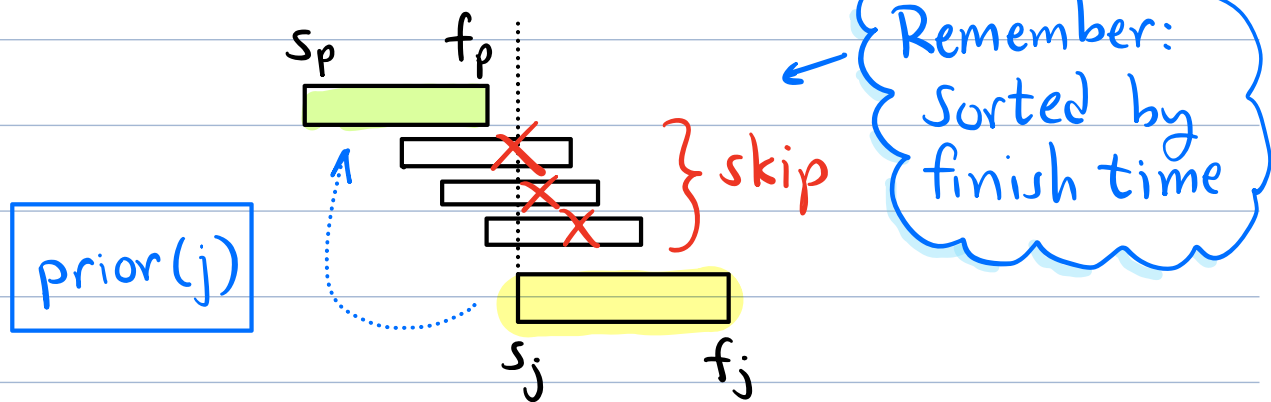 Remember:
sorted by
finish time
s_p f_p
skip
prior(j)
s_j f_j